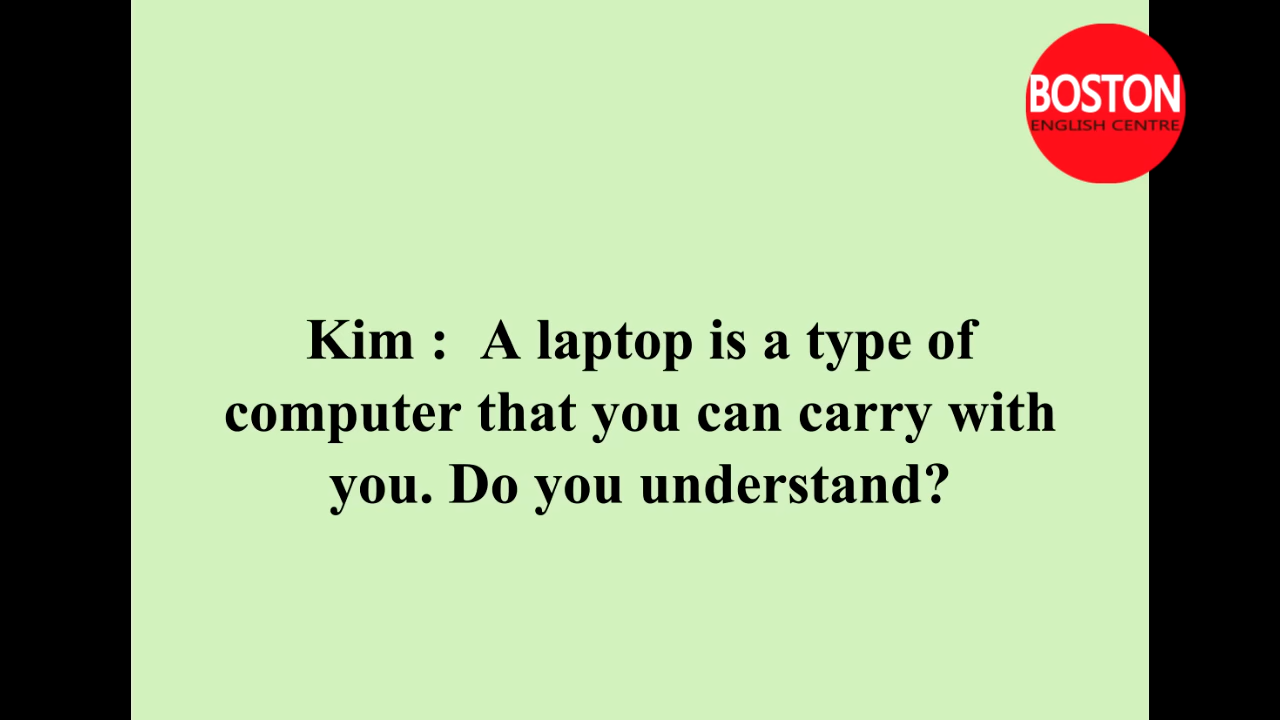 BOSTON
ENGLISH CENTRE
Kim :  A laptop is a type of
computer that you can carry with
you. Do you understand?